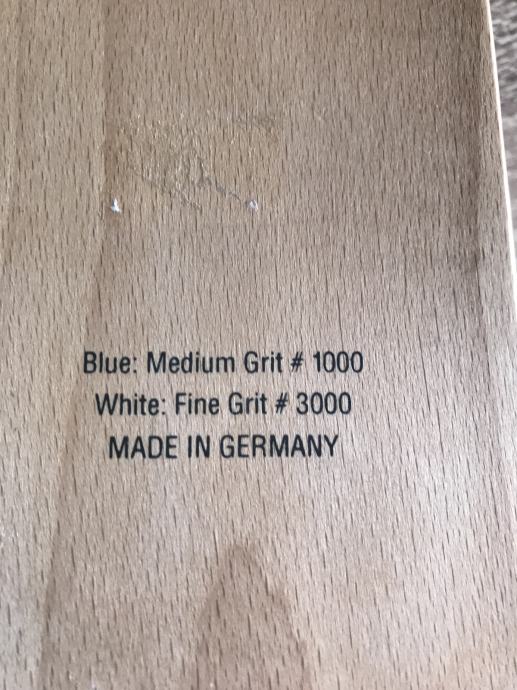 Blue: Medium Grit # 1000
White: Fine Grit # 3000
MADE IN GERMANY